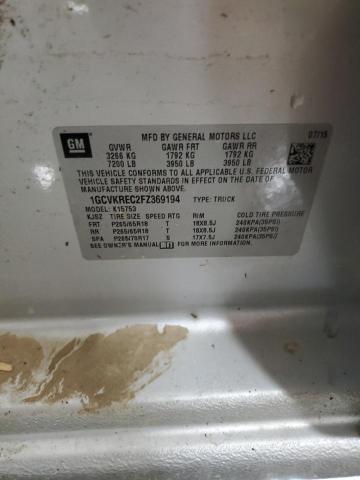 GM
MFD BY GENERAL MOTORS LLC
07/15
GVWR GAWR FRT GAWR RR
3266 KG 1792 KG 1792 KG
7200 LB 3950 LB 3950 LB
THIS VEHICLE CONFORMS TO ALL APPLICABLE U.S. FEDERAL MOTOR
VEHICLE SAFETY STANDARDS IN EFFECT ON THE DATE OF
MANUFACTURE SHOWN ABOVE.
1GCVKREC2FZ369194 TYPE: TRUCK
MODEL: K15753
KJSZ TIRE SIZE SPEED RTG RIM COLD TIRE PRESSURE
FRT P265/65R18 T 18X8.5J 240KPA(35PSI)
RR P265/65R18 T 18X8.5J 240KPA(35PSI)
SPA P265/70R17 S 17X7.5J 240KPA(35PSI)
SEE OWNER'S MANUAL FOR